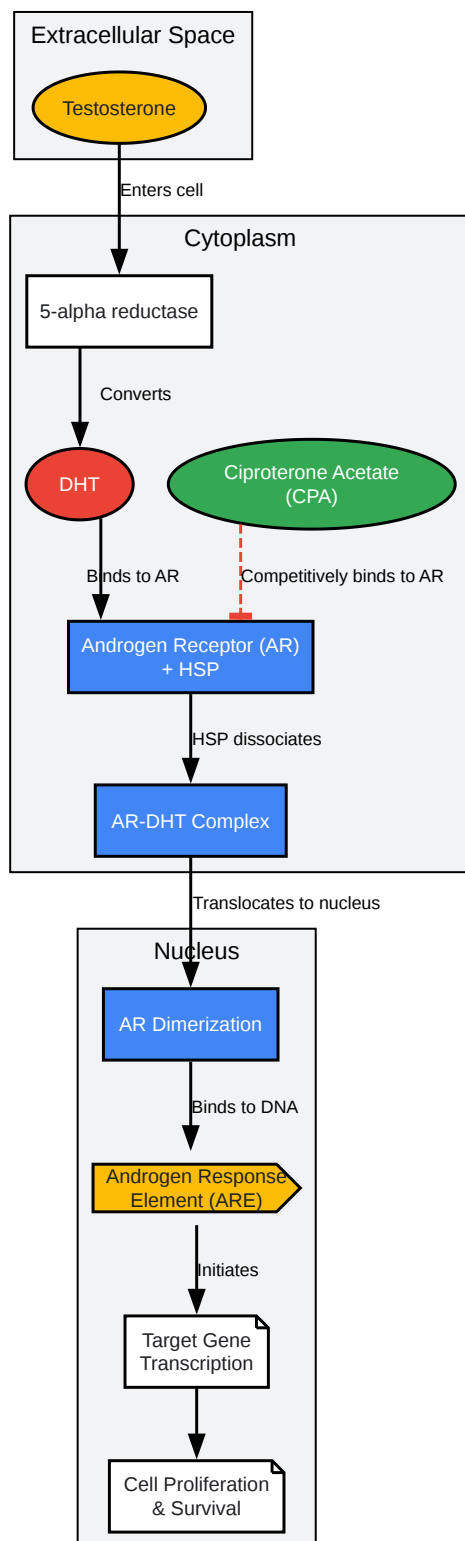 Extracellular Space
Testosterone
Enters cell
Cytoplasm
5-alpha reductase
Converts
DHT
Ciproterone Acetate
(CPA)
Binds to AR
Competitively binds to AR
Androgen Receptor (AR)
+ HSP
HSP dissociates
AR-DHT Complex
Translocates to nucleus
Nucleus
AR Dimerization
Binds to DNA
Androgen Response
Element (ARE)
Initiates
Target Gene
Transcription
Cell Proliferation
& Survival